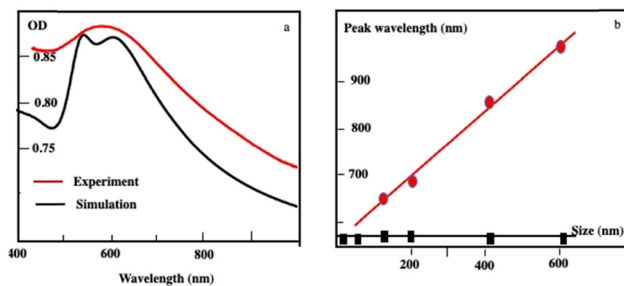 OD
a
0.85
0.80
0.75
Experiment
Simulation
400
600
800
Wavelength (nm)
Peak wavelength (nm)
b
900
800
700
Size (nm)
200
400
600